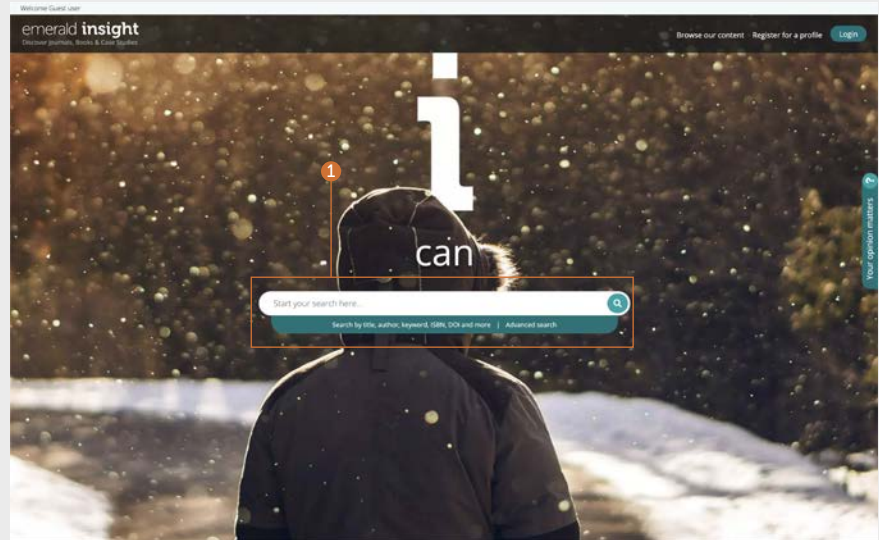 Welcome Guest user
emerald insight
Discover Journals, Books & Case Studies
Browse our content
Register for a profile
Login
i
1
can
Start your search here...
Search by title, author, keyword, ISBN, DOI and more | Advanced search
Your opinion matters ?